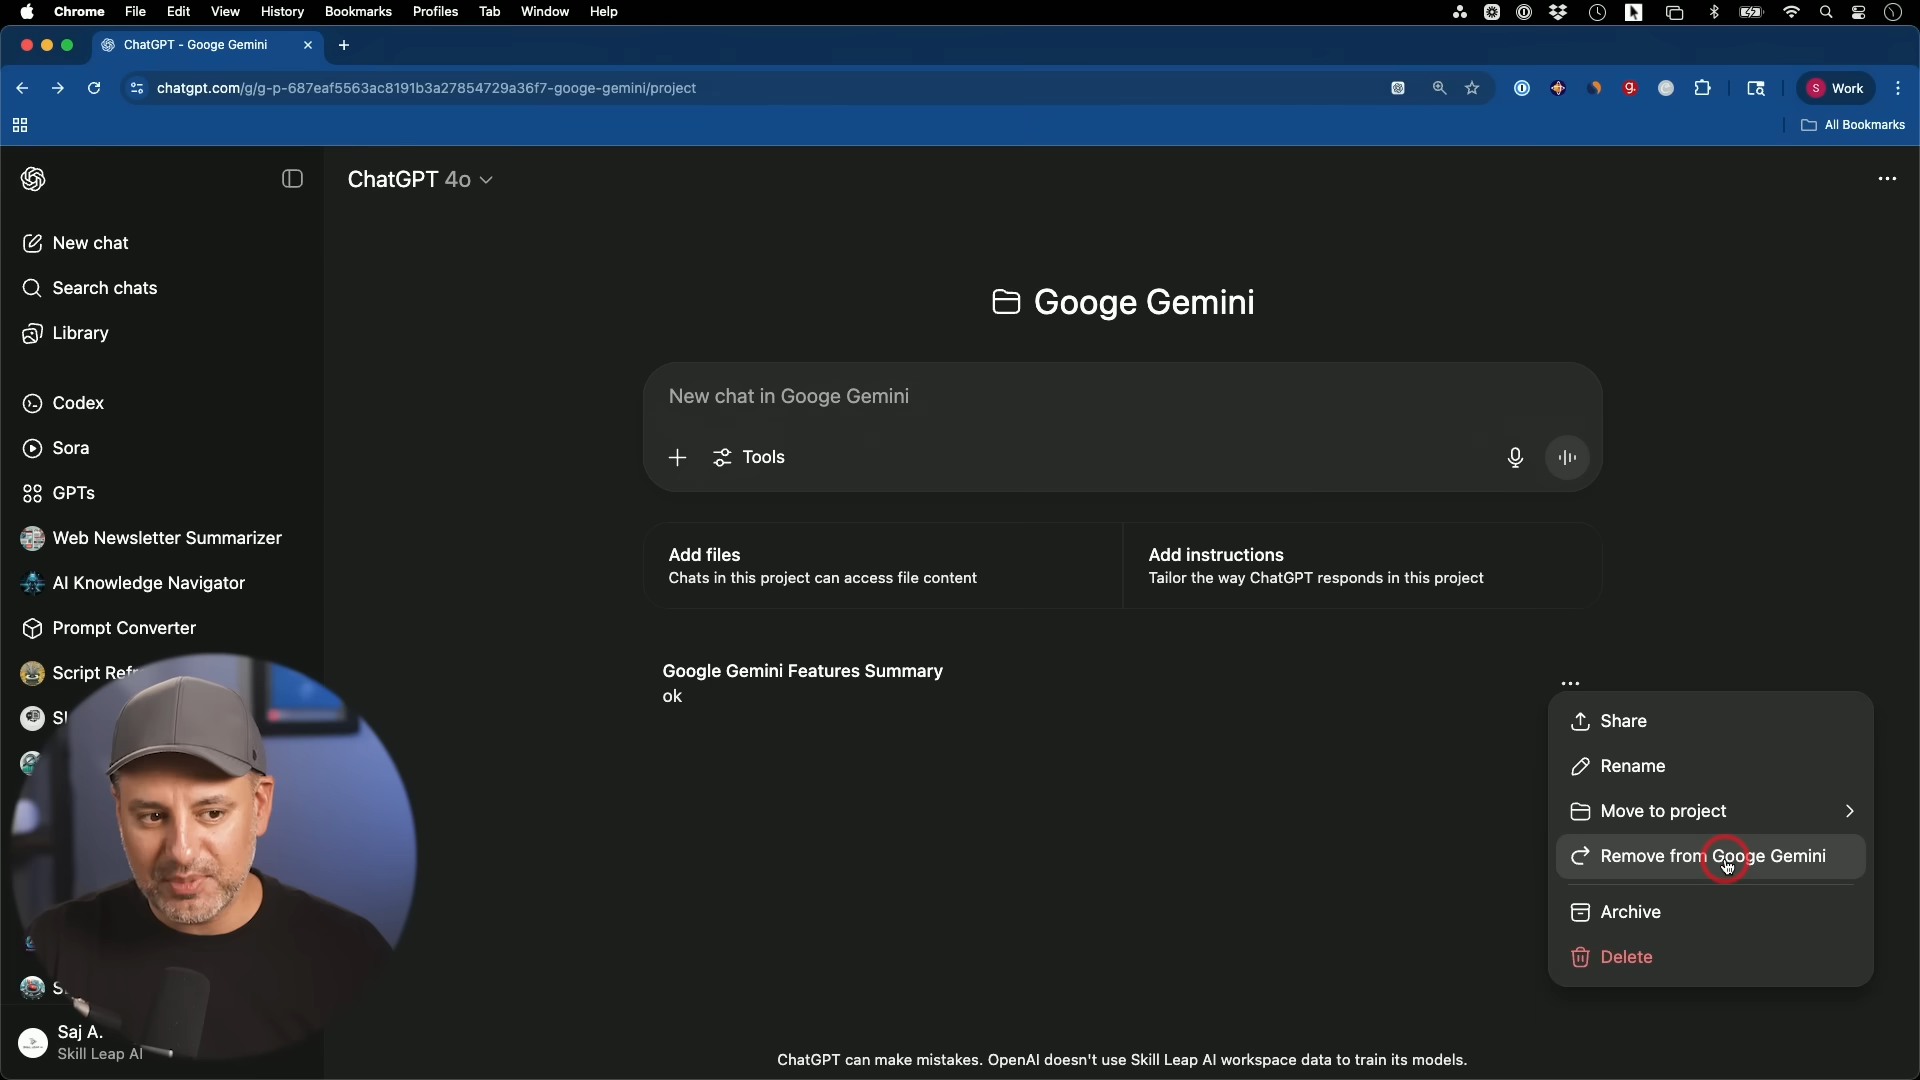 Chrome File Edit View History Bookmarks Profiles Tab Window Help
ChatGPT - Googe Gemini
chatgpt.com/g/g-p-687eaf5563ac8191b3a27854729a36f7-googe-gemini/project
g.
S Work
All Bookmarks
ChatGPT 4o
New chat
Search chats
Library
Codex
Sora
GPTs
Web Newsletter Summarizer
AI Knowledge Navigator
Prompt Converter
Script
Saj A.
Skill Leap AI
Googe Gemini
New chat in Googe Gemini
Tools
Add files
Chats in this project can access file content
Add instructions
Tailor the way ChatGPT responds in this project
Google Gemini Features Summary
ok
Share
Rename
Move to project
Remove from Googe Gemini
Archive
Delete
ChatGPT can make mistakes. OpenAI doesn't use Skill Leap AI workspace data to train its models.